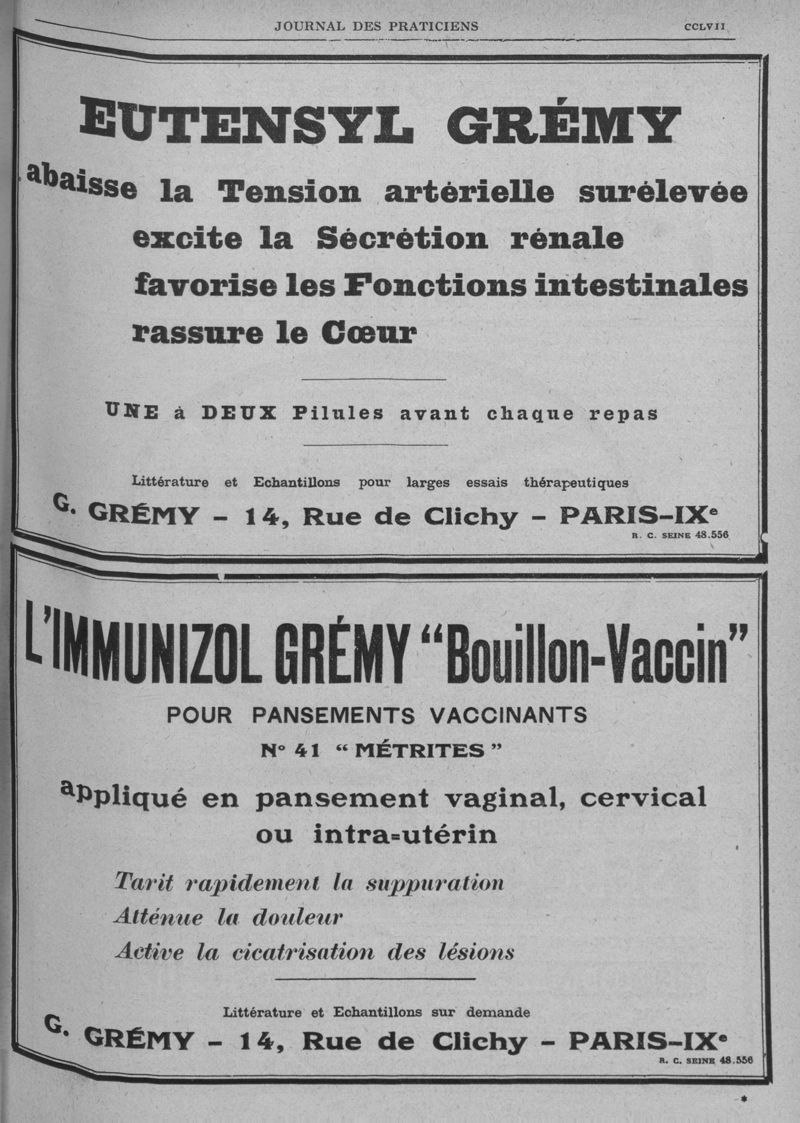 JOURNAL DES PRATICIENS CCLVII
EUTENSYL GRÉMY
abaisse la Tension artérielle surélevée
excite la Sécrétion rénale
favorise les Fonctions intestinales
rassure le Cœur
UNE à DEUX Pilules avant chaque repas
Littérature et Echantillons pour larges essais thérapeutiques
G. GRÉMY – 14, Rue de Clichy – PARIS-IXe
R. C. SEINE 48.556
L'IMMUNIZOL GRÉMY “Bouillon-Vaccin”
POUR PANSEMENTS VACCINANTS
N° 41 “ MÉTRITES ”
appliqué en pansement vaginal, cervical
ou intra-utérin
Tarit rapidement la suppuration
Atténue la douleur
Active la cicatrisation des lésions
Littérature et Echantillons sur demande
G. GRÉMY – 14, Rue de Clichy – PARIS-IXe
R. C. SEINE 48.556
*